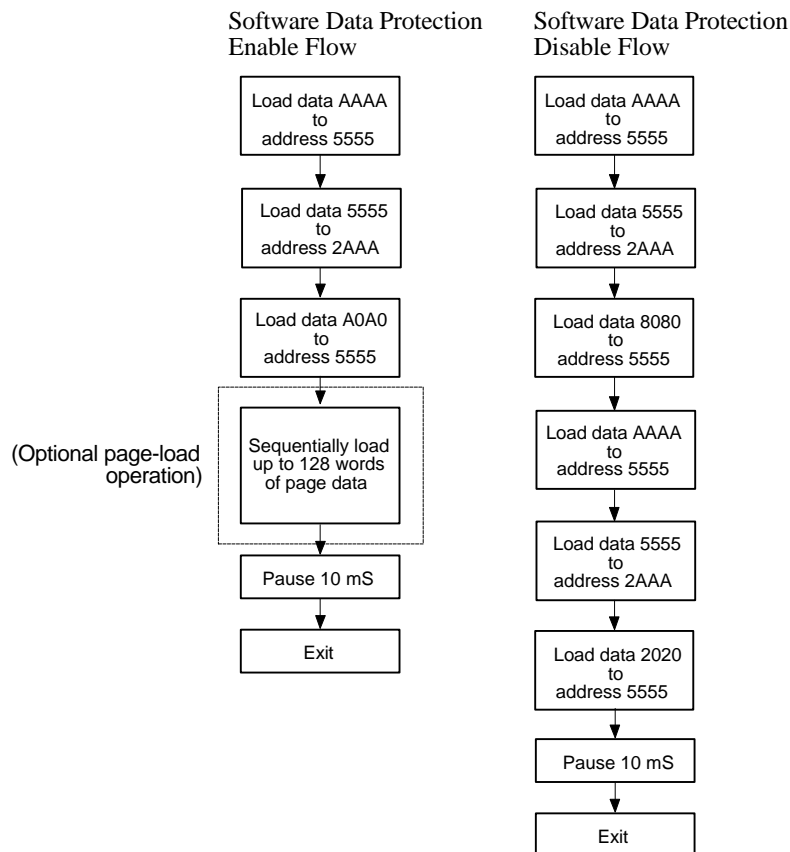 Software Data Protection
Enable Flow
Load data AAAA
to
address 5555
Load data 5555
to
address 2AAA
Load data A0A0
to
address 5555
(Optional page-load
operation)
Sequentially load
up to 128 words
of page data
Pause 10 mS
Exit
Software Data Protection
Disable Flow
Load data AAAA
to
address 5555
Load data 5555
to
address 2AAA
Load data 8080
to
address 5555
Load data AAAA
to
address 5555
Load data 5555
to
address 2AAA
Load data 2020
to
address 5555
Pause 10 mS
Exit